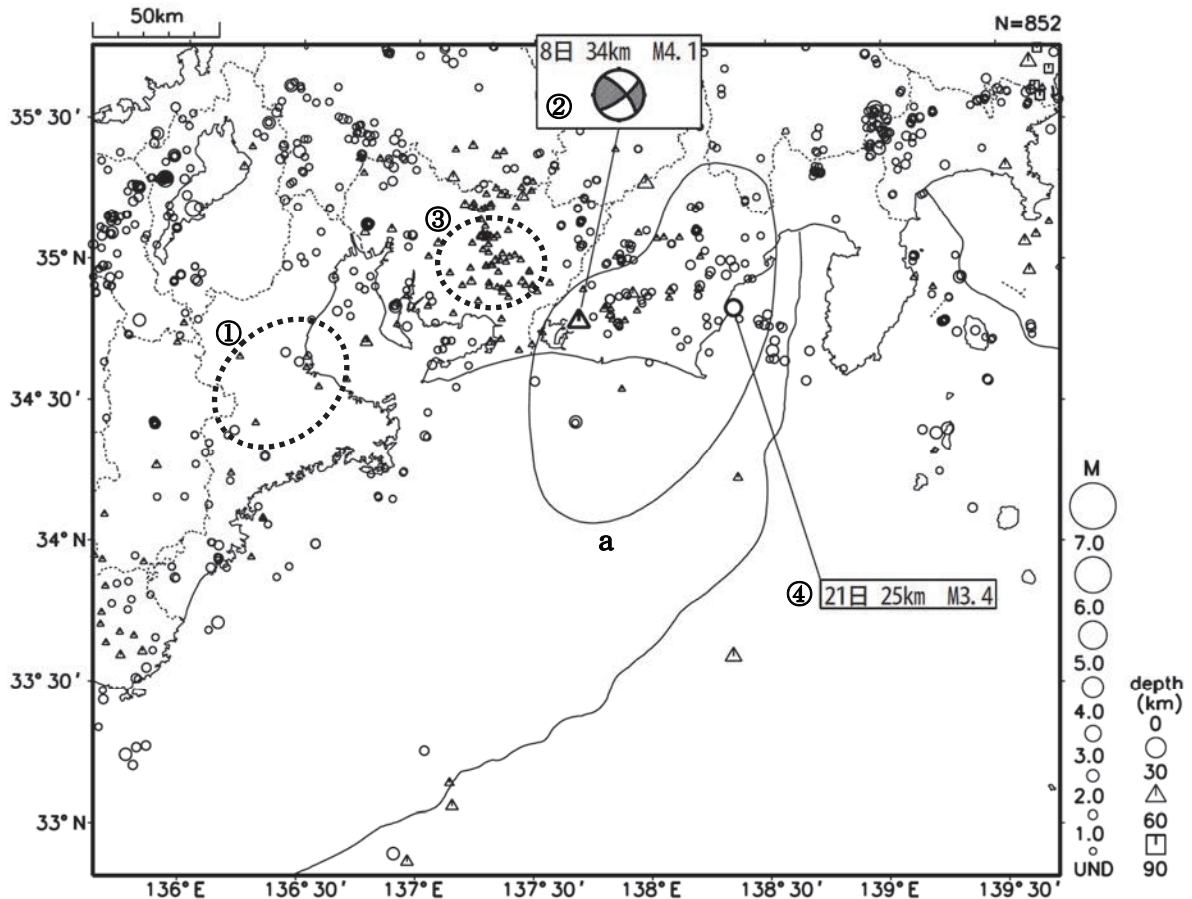 50km
N=852
8日 34km M4.1
②
35°30′
③
35°N
①
34°30′
a
34°N
④ 21日 25km M3.4
33°30′
33°N
136°E
136°30′
137°E
137°30′
138°E
138°30′
139°E
139°30′
M
7.0
6.0
5.0
4.0
3.0
2.0
1.0
UND
depth
(km)
0
30
60
90